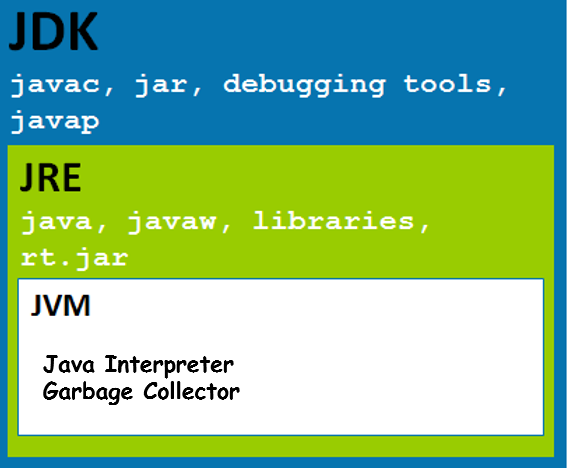 JDK
javac, jar, debugging tools,
javap
JRE
java, javaw, libraries,
rt.jar
JVM
Java Interpreter
Garbage Collector